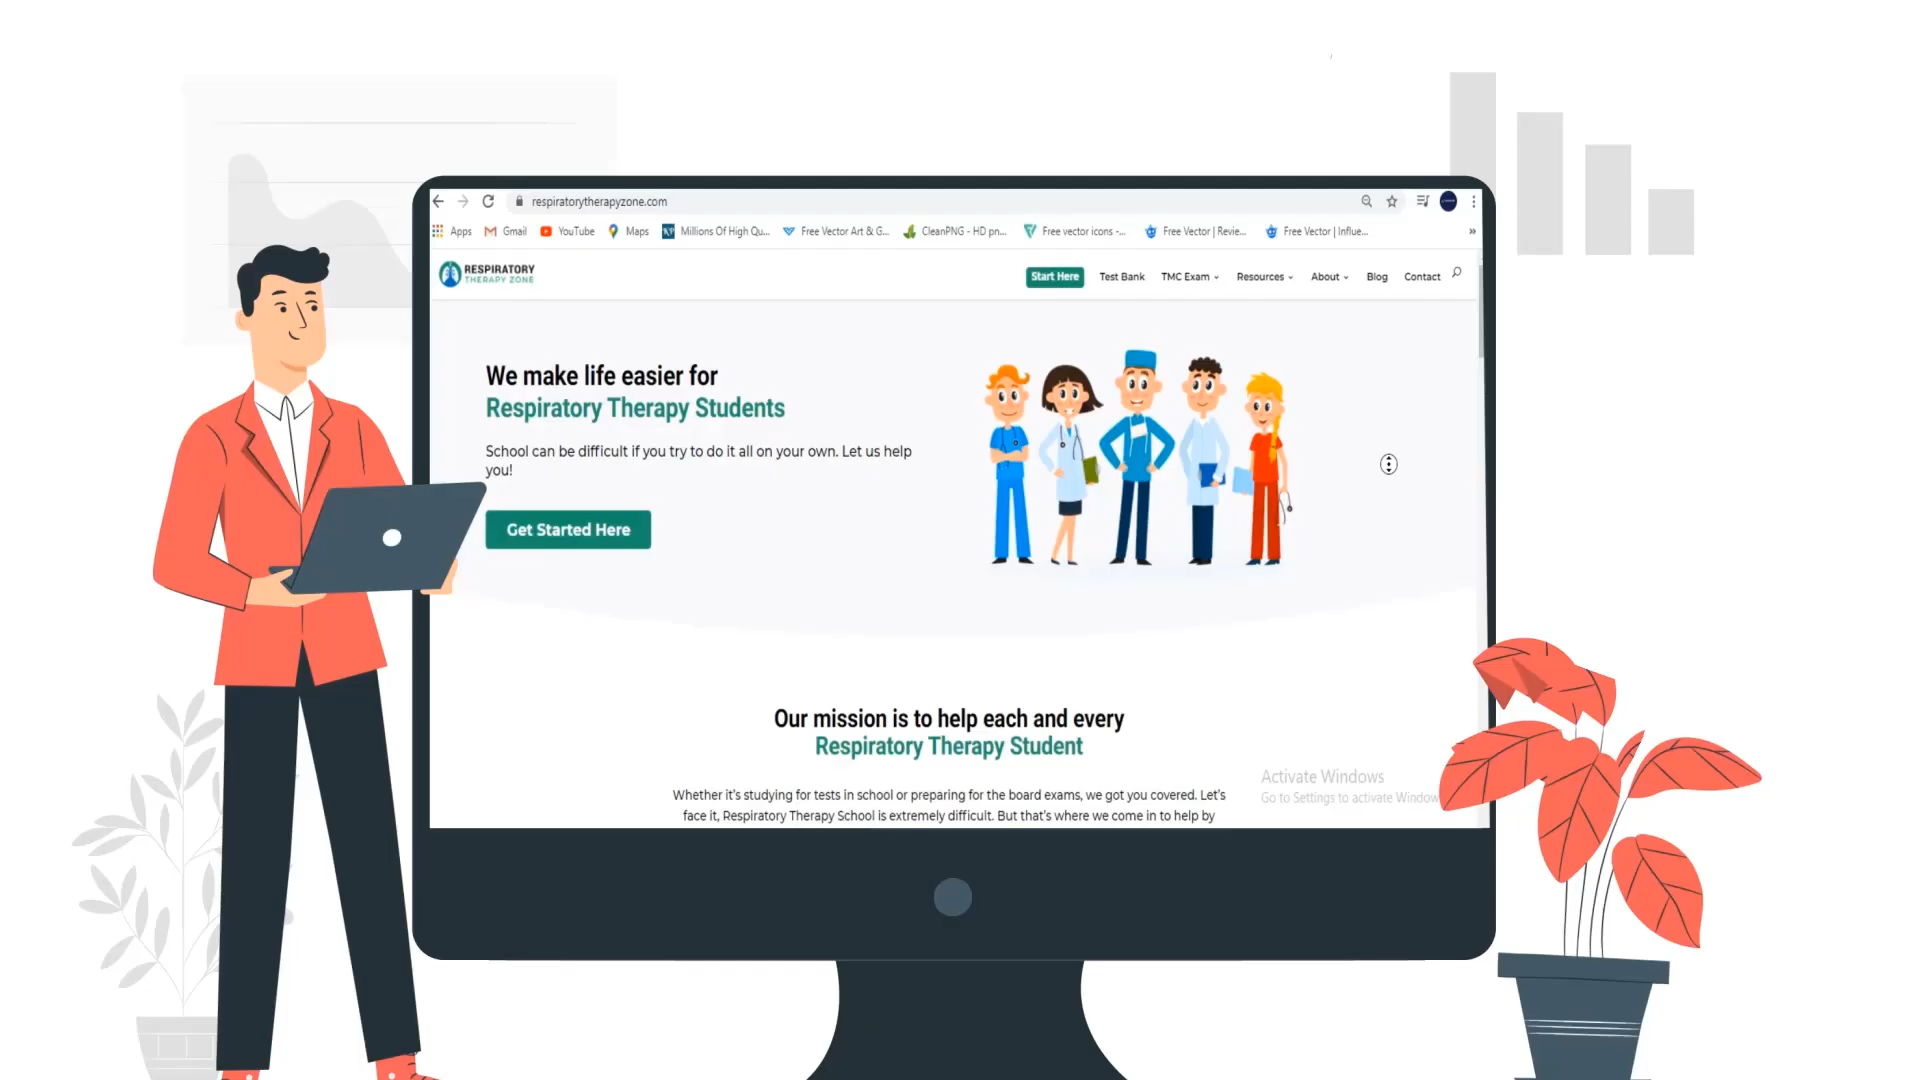 respiratorytherapyzone.com
Apps Gmail YouTube Maps Millions Of High Qu... Free Vector Art & G... CleanPNG - HD pn... Free vector icons -... Free Vector | Revie... Free Vector | Influe... »
RESPIRATORY
THERAPY ZONE
Start Here Test Bank TMC Exam Resources About Blog Contact
We make life easier for
Respiratory Therapy Students
School can be difficult if you try to do it all on your own. Let us help
you!
Get Started Here
Our mission is to help each and every
Respiratory Therapy Student
Whether it's studying for tests in school or preparing for the board exams, we got you covered. Let's
face it, Respiratory Therapy School is extremely difficult. But that's where we come in to help by
Activate Windows
Go to Settings to activate Window